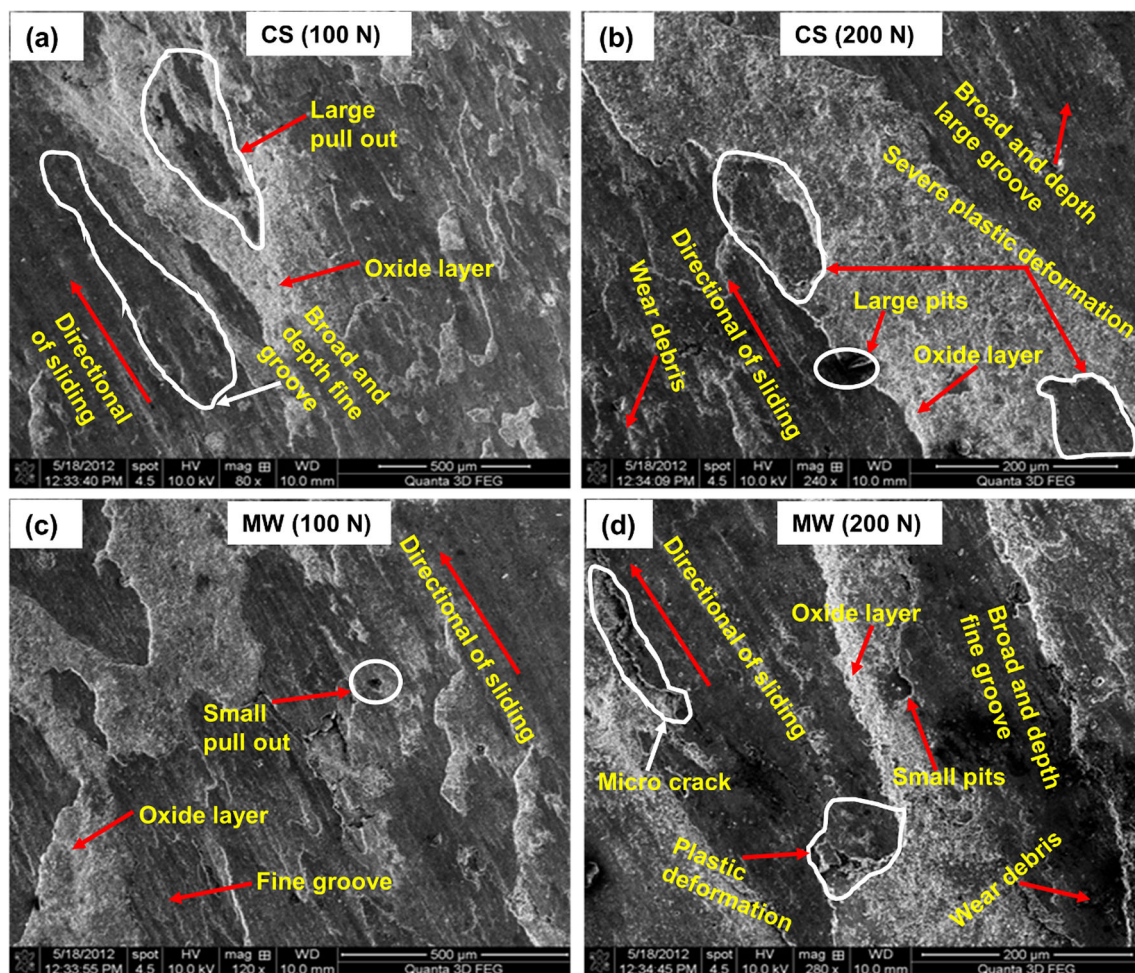 (a)
CS (100 N)
Large
pull out
Oxide layer
Directional
of sliding
Broad and
depth fine
groove
5/18/2012 spot HV mag WD 500 µm
12:33:40 PM 4.5 10.0 kV 80 x 10.0 mm Quanta 3D FEG
(b)
CS (200 N)
Broad and depth
large groove
Severe plastic deformation
Directional of sliding
Wear debris
Large pits
Oxide layer
5/18/2012 spot HV mag WD 200 µm
12:34:09 PM 4.5 10.0 kV 240 x 10.0 mm Quanta 3D FEG
(c)
MW (100 N)
Directional of sliding
Small
pull out
Oxide layer
Fine groove
5/18/2012 spot HV mag WD 500 µm
12:33:55 PM 4.5 10.0 kV 120 x 10.0 mm Quanta 3D FEG
(d)
MW (200 N)
Directional of sliding
Oxide layer
Broad and depth
fine groove
Micro crack
Small pits
Plastic
deformation
Wear debris
5/18/2012 spot HV mag WD 200 µm
12:34:45 PM 4.5 10.0 kV 280 x 10.0 mm Quanta 3D FEG